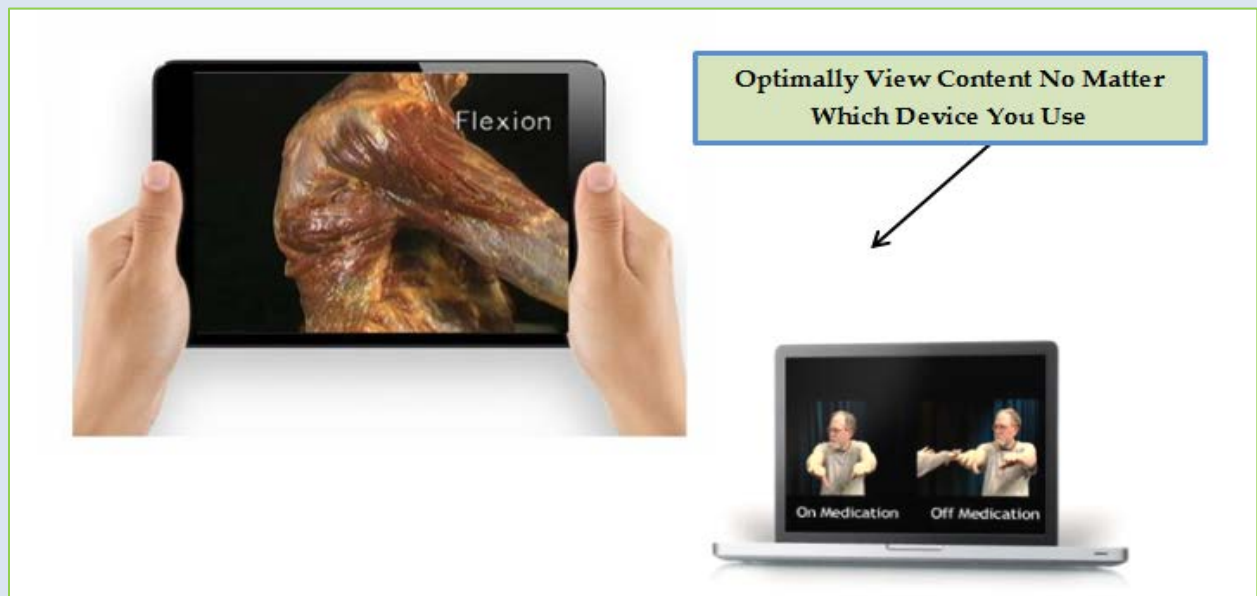 Flexion
Optimally View Content No Matter
Which Device You Use
On Medication
Off Medication